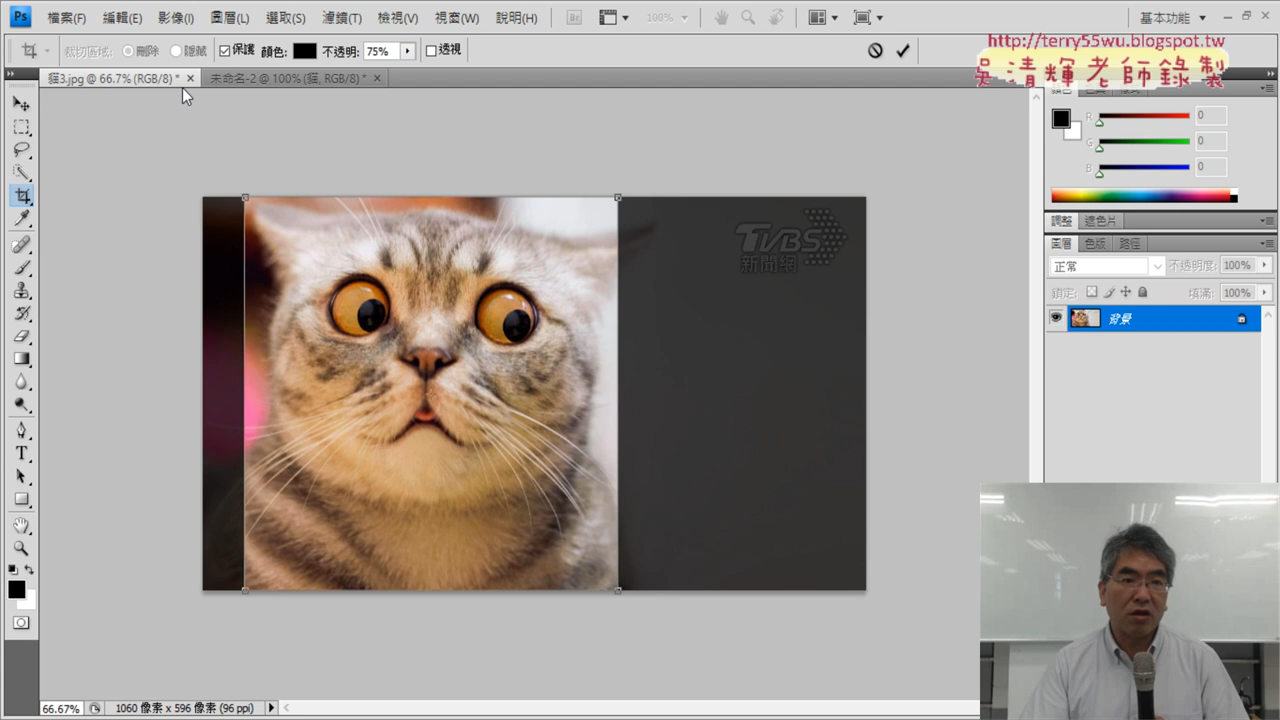 Ps 檔案(F) 編輯(E) 影像(I) 圖層(L) 選取(S) 濾鏡(T) 檢視(V) 視窗(W) 說明(H) Br 100% 基本功能
裁切區域: 刪除 隱藏 保護 顏色: 不透明: 75% 透視
http://terry55wu.blogspot.tw
吳清輝老師錄製
貓3.jpg @ 66.7% (RGB/8) * × 未命名-2 @ 100% (貓, RGB/8) * ×
R 0
G 0
B 0
調整 遮色片
圖層 色版 路徑
正常 不透明度: 100%
鎖定: 填滿: 100%
背景
TVBS
新聞網
T
66.67% 1060 像素 x 596 像素 (96 ppi)